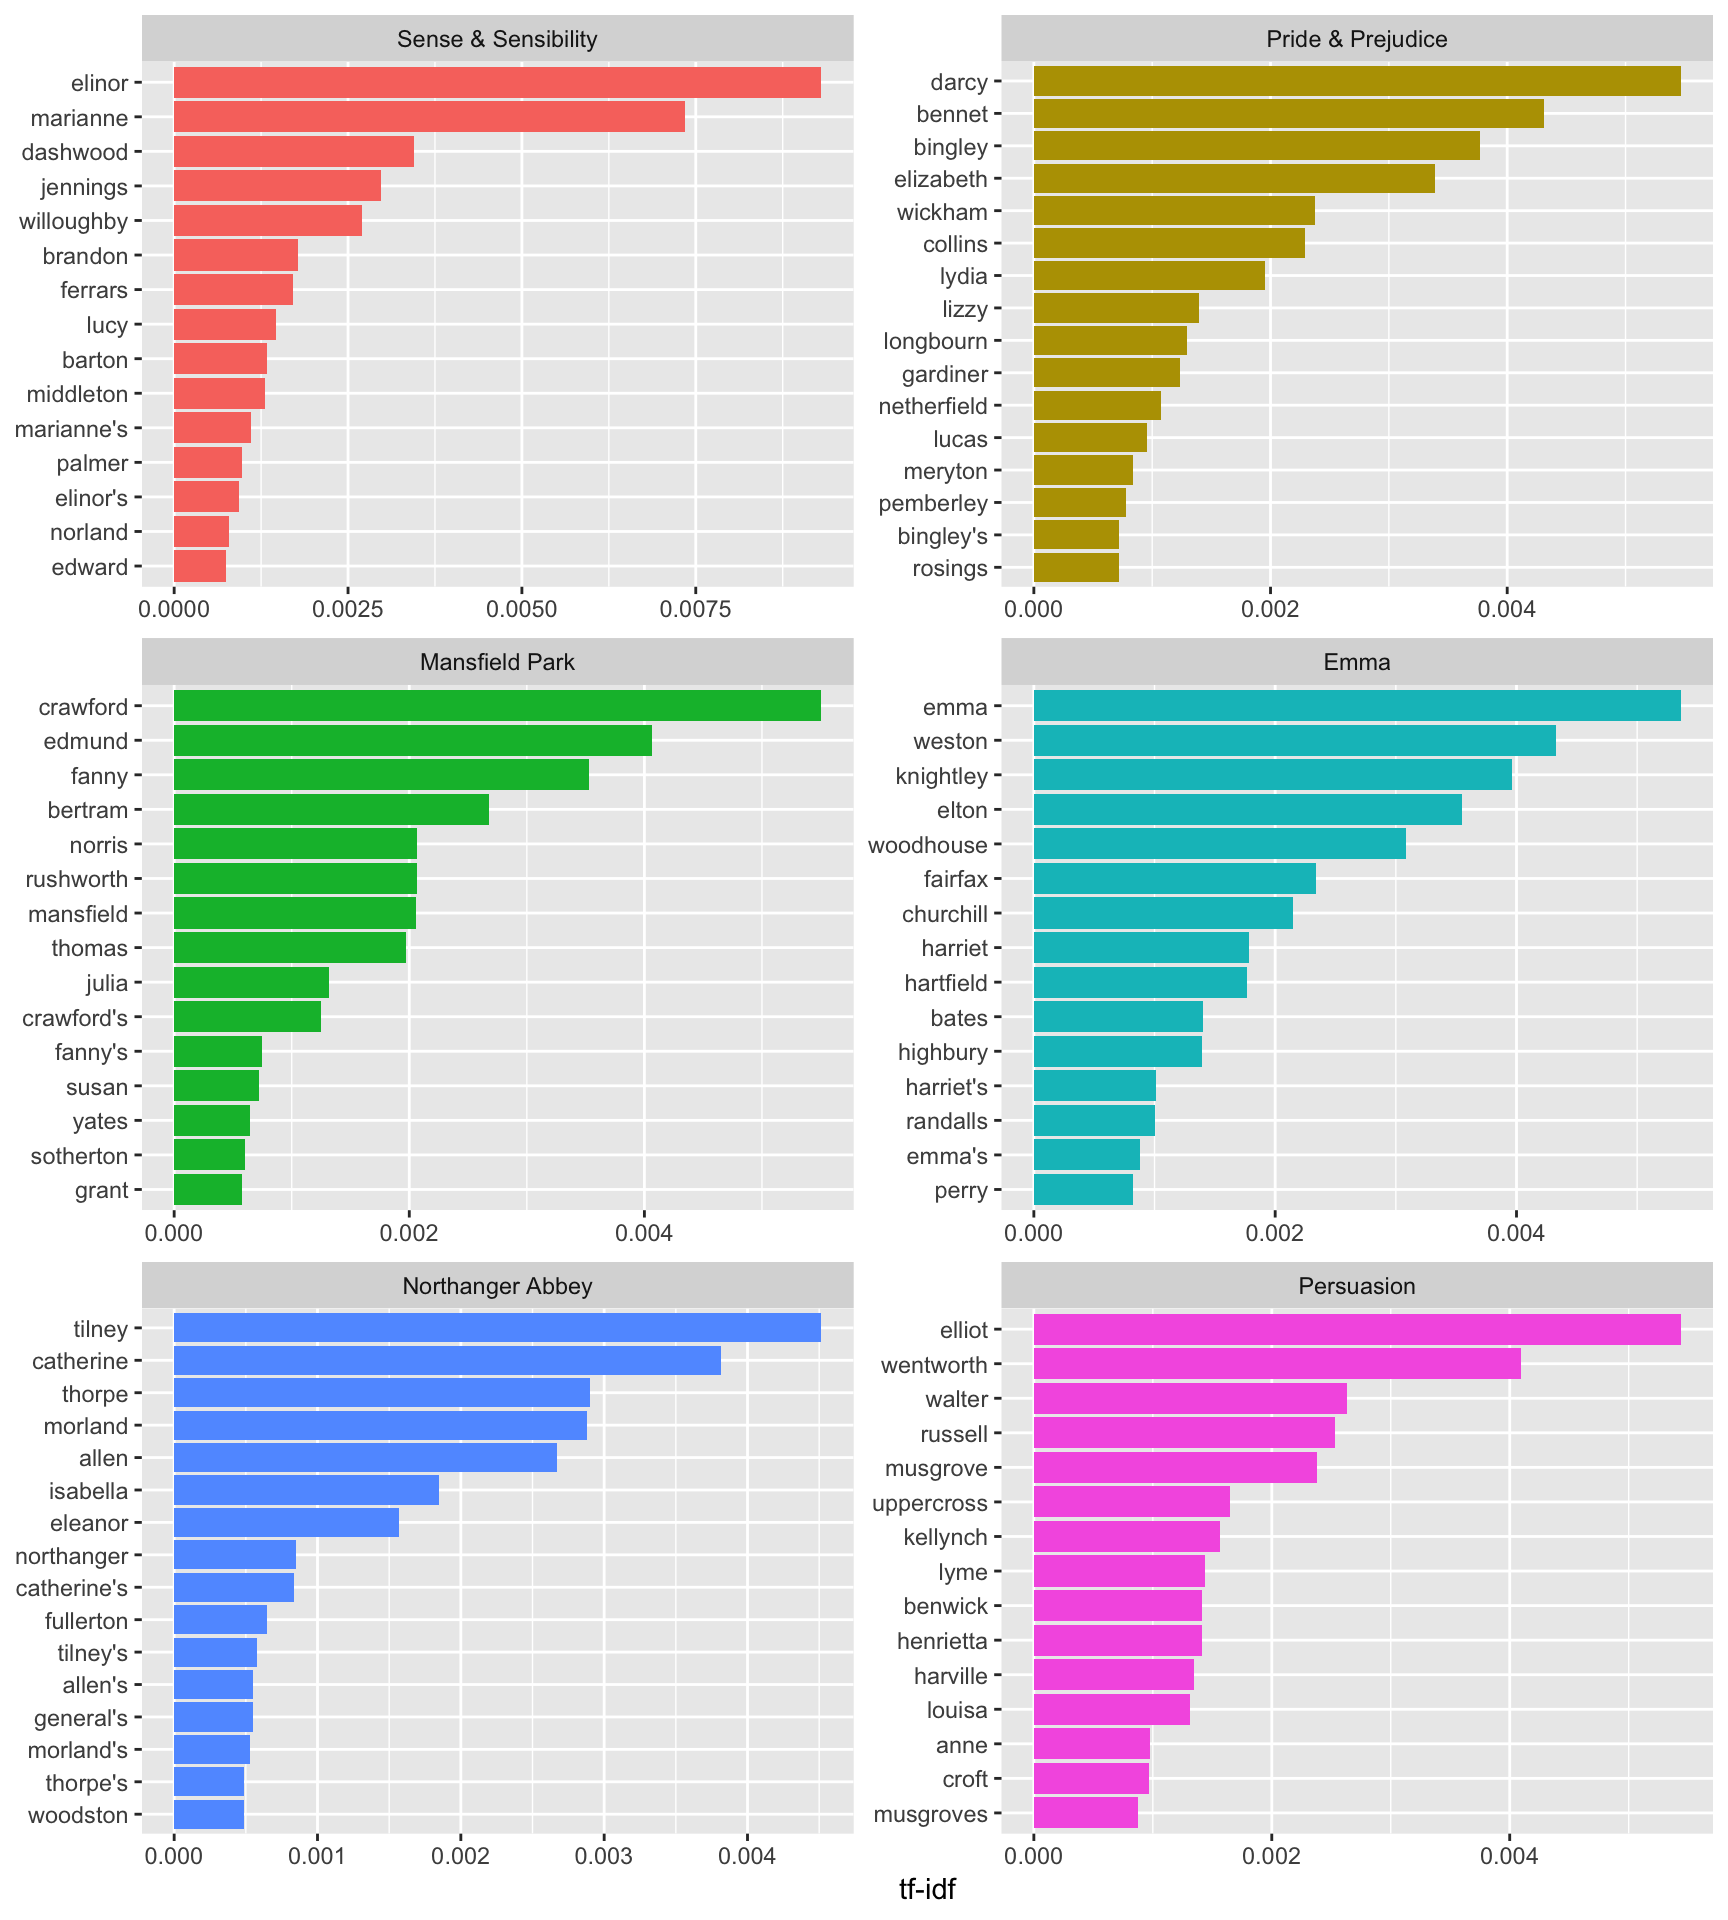 Sense & Sensibility
elinor
marianne
dashwood
jennings
willoughby
brandon
ferrars
lucy
barton
middleton
marianne's
palmer
elinor's
norland
edward
0.0000 0.0025 0.0050 0.0075
Pride & Prejudice
darcy
bennet
bingley
elizabeth
wickham
collins
lydia
lizzy
longbourn
gardiner
netherfield
lucas
meryton
pemberley
bingley's
rosings
0.000 0.002 0.004
Mansfield Park
crawford
edmund
fanny
bertram
norris
rushworth
mansfield
thomas
julia
crawford's
fanny's
susan
yates
sotherton
grant
0.000 0.002 0.004
Emma
emma
weston
knightley
elton
woodhouse
fairfax
churchill
harriet
hartfield
bates
highbury
harriet's
randalls
emma's
perry
0.000 0.002 0.004
Northanger Abbey
tilney
catherine
thorpe
morland
allen
isabella
eleanor
northanger
catherine's
fullerton
tilney's
allen's
general's
morland's
thorpe's
woodston
0.000 0.001 0.002 0.003 0.004
Persuasion
elliot
wentworth
walter
russell
musgrove
uppercross
kellynch
lyme
benwick
henrietta
harville
louisa
anne
croft
musgroves
0.000 0.002 0.004
tf-idf